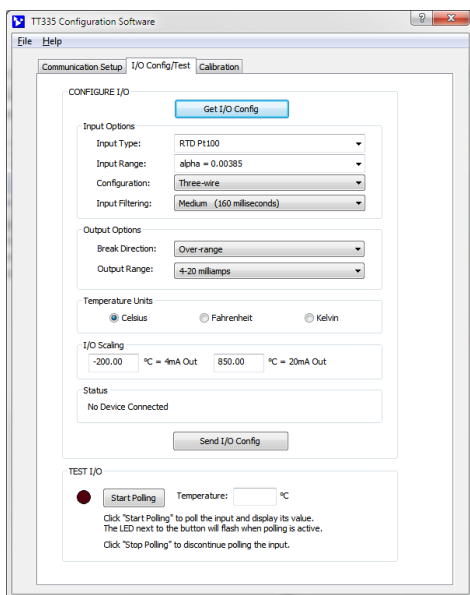 TT335 Configuration Software
File Help
Communication Setup I/O Config/Test Calibration
CONFIGURE I/O
Get I/O Config
Input Options
Input Type: RTD Pt100
Input Range: alpha = 0.00385
Configuration: Three-wire
Input Filtering: Medium (160 milliseconds)
Output Options
Break Direction: Over-range
Output Range: 4-20 milliamps
Temperature Units
Celsius Fahrenheit Kelvin
I/O Scaling
-200.00 ºC = 4mA Out 850.00 ºC = 20mA Out
Status
No Device Connected
Send I/O Config
TEST I/O
Start Polling Temperature: ºC
Click "Start Polling" to poll the input and display its value.
The LED next to the button will flash when polling is active.
Click "Stop Polling" to discontinue polling the input.